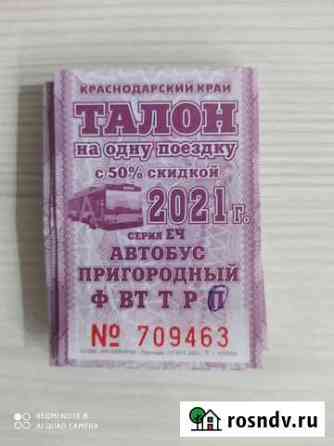 КРАСНОДАРСКИЙ КРАЙ
ТАЛОН
на одну поездку
с 50% скидкой
2021 г.
СЕРИЯ ЕЧ
АВТОБУС
ПРИГОРОДНЫЙ
Ф ВТ Т Р П
№ 709463
REDMI NOTE 8
AI QUAD CAMERA
rosndv.ru